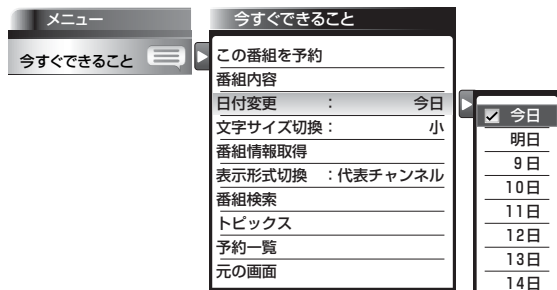 メニュー
今すぐできること
今すぐできること
この番組を予約
番組内容
日付変更 : 今日
文字サイズ切換 : 小
番組情報取得
表示形式切換 : 代表チャンネル
番組検索
トピックス
予約一覧
元の画面
今日
明日
9日
10日
11日
12日
13日
14日